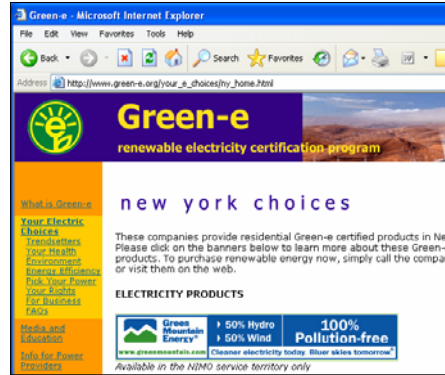 Green-e - Microsoft Internet Explorer
File Edit View Favorites Tools Help
Back Search Favorites
Address http://www.green-e.org/your_e_choices/ny_home.html
Green-e
renewable electricity certification program
new york choices
What is Green-e
Your Electric
Choices
Trendsetters
Your Health
Environment
Energy Efficiency
Pick Your Power
Your Rights
For Business
FAQs
Media and
Education
Info for Power
Providers
These companies provide residential Green-e certified products in Ne
Please click on the banners below to learn more about these Green-
products. To purchase renewable energy now, simply call the compa
or visit them on the web.
ELECTRICITY PRODUCTS
Green
Mountain
Energy®
www.greenmountain.com
50% Hydro
50% Wind
100%
Pollution-free
Cleaner electricity today. Bluer skies tomorrow
Available in the NIMO service territory only